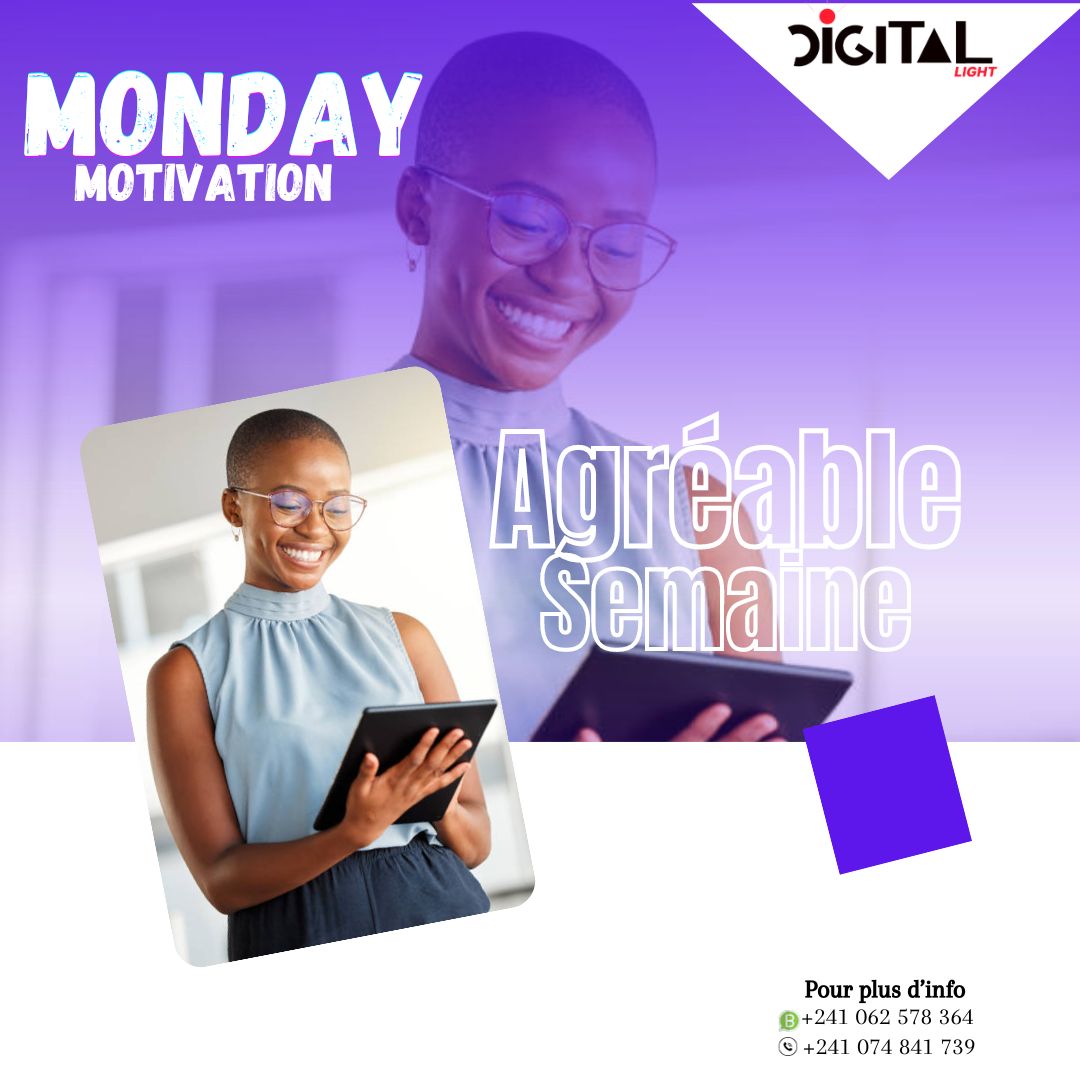 DIGITAL
LIGHT
MONDAY
MOTIVATION
Agréable
Semaine
Pour plus d'info
+241 062 578 364
+241 074 841 739